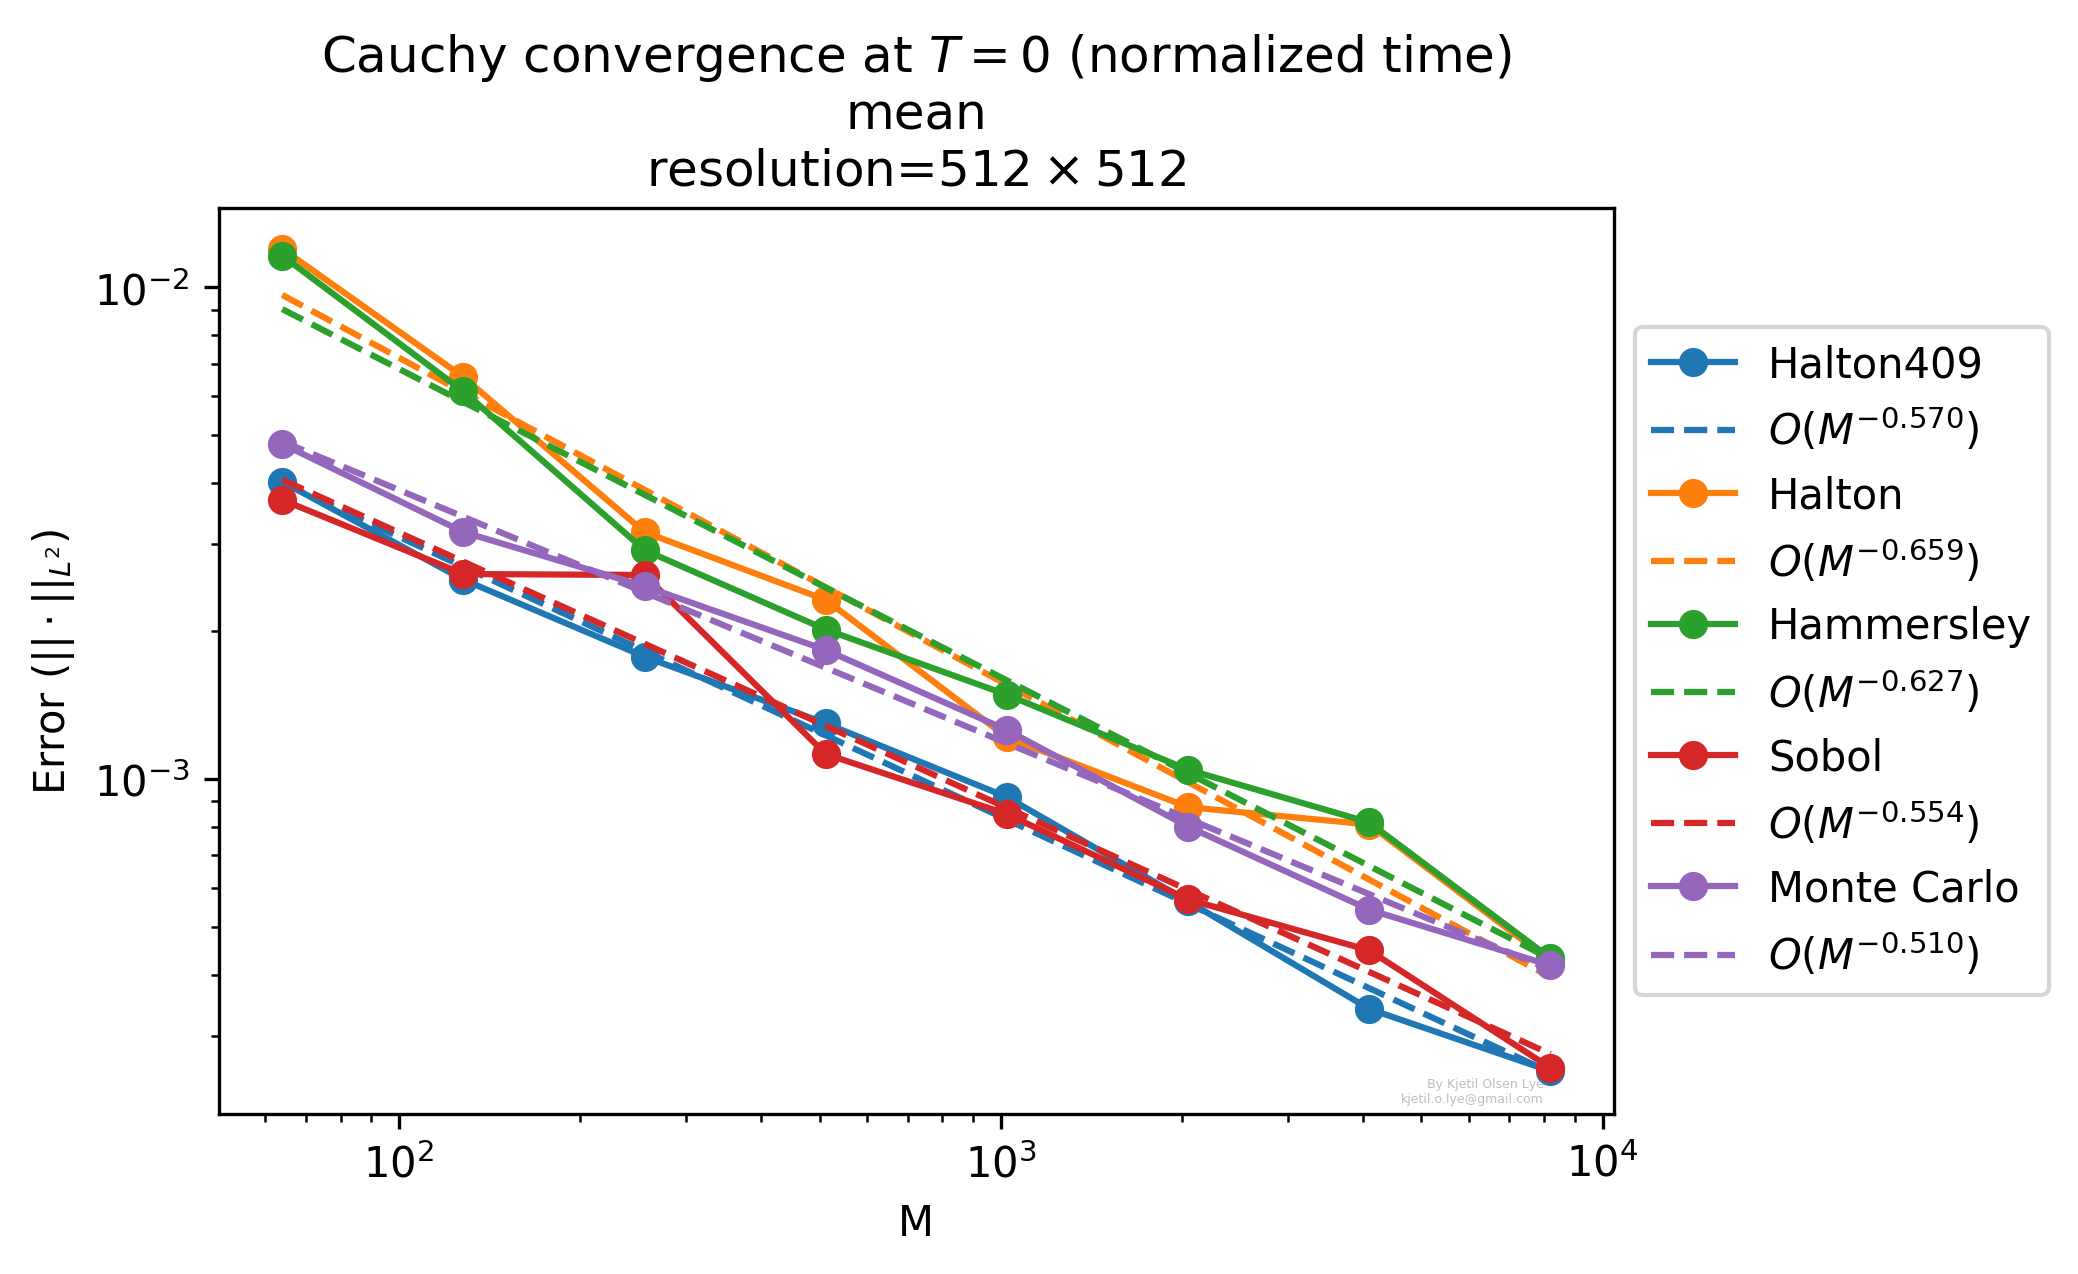 Cauchy convergence at T = 0 (normalized time)
mean
resolution=512 × 512
Error (|| · ||_{L^2})
10^{-2}
10^{-3}
10^2
10^3
10^4
M
Halton409
O(M^{-0.570})
Halton
O(M^{-0.659})
Hammersley
O(M^{-0.627})
Sobol
O(M^{-0.554})
Monte Carlo
O(M^{-0.510})
By Kjetil Olsen Lye
kjetil.o.lye@gmail.com